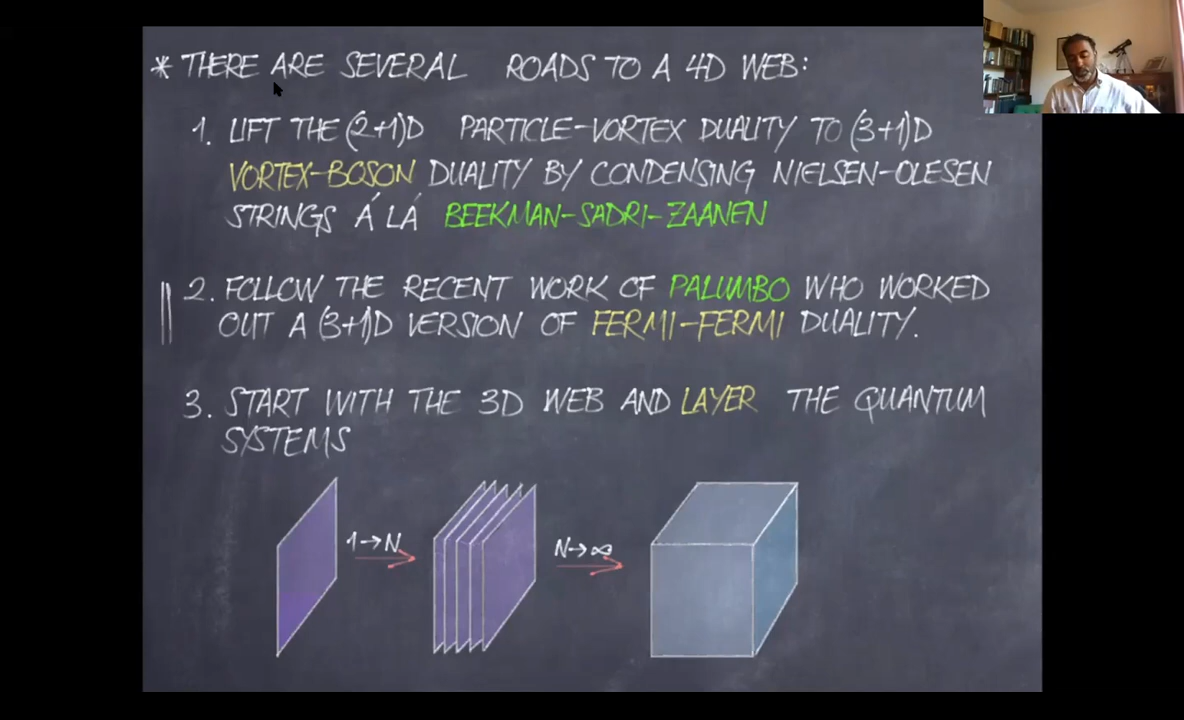 * THERE ARE SEVERAL ROADS TO A 4D WEB:
1. LIFT THE (2+1)D PARTICLE-VORTEX DUALITY TO (3+1)D
VORTEX-BOSON DUALITY BY CONDENSING NIELSEN-OLESEN
STRINGS Á LÁ BEEKMAN-SADRI-ZAANEN
2. FOLLOW THE RECENT WORK OF PALUMBO WHO WORKED
OUT A (3+1)D VERSION OF FERMI-FERMI DUALITY.
3. START WITH THE 3D WEB AND LAYER THE QUANTUM
SYSTEMS
1→N
N→∞